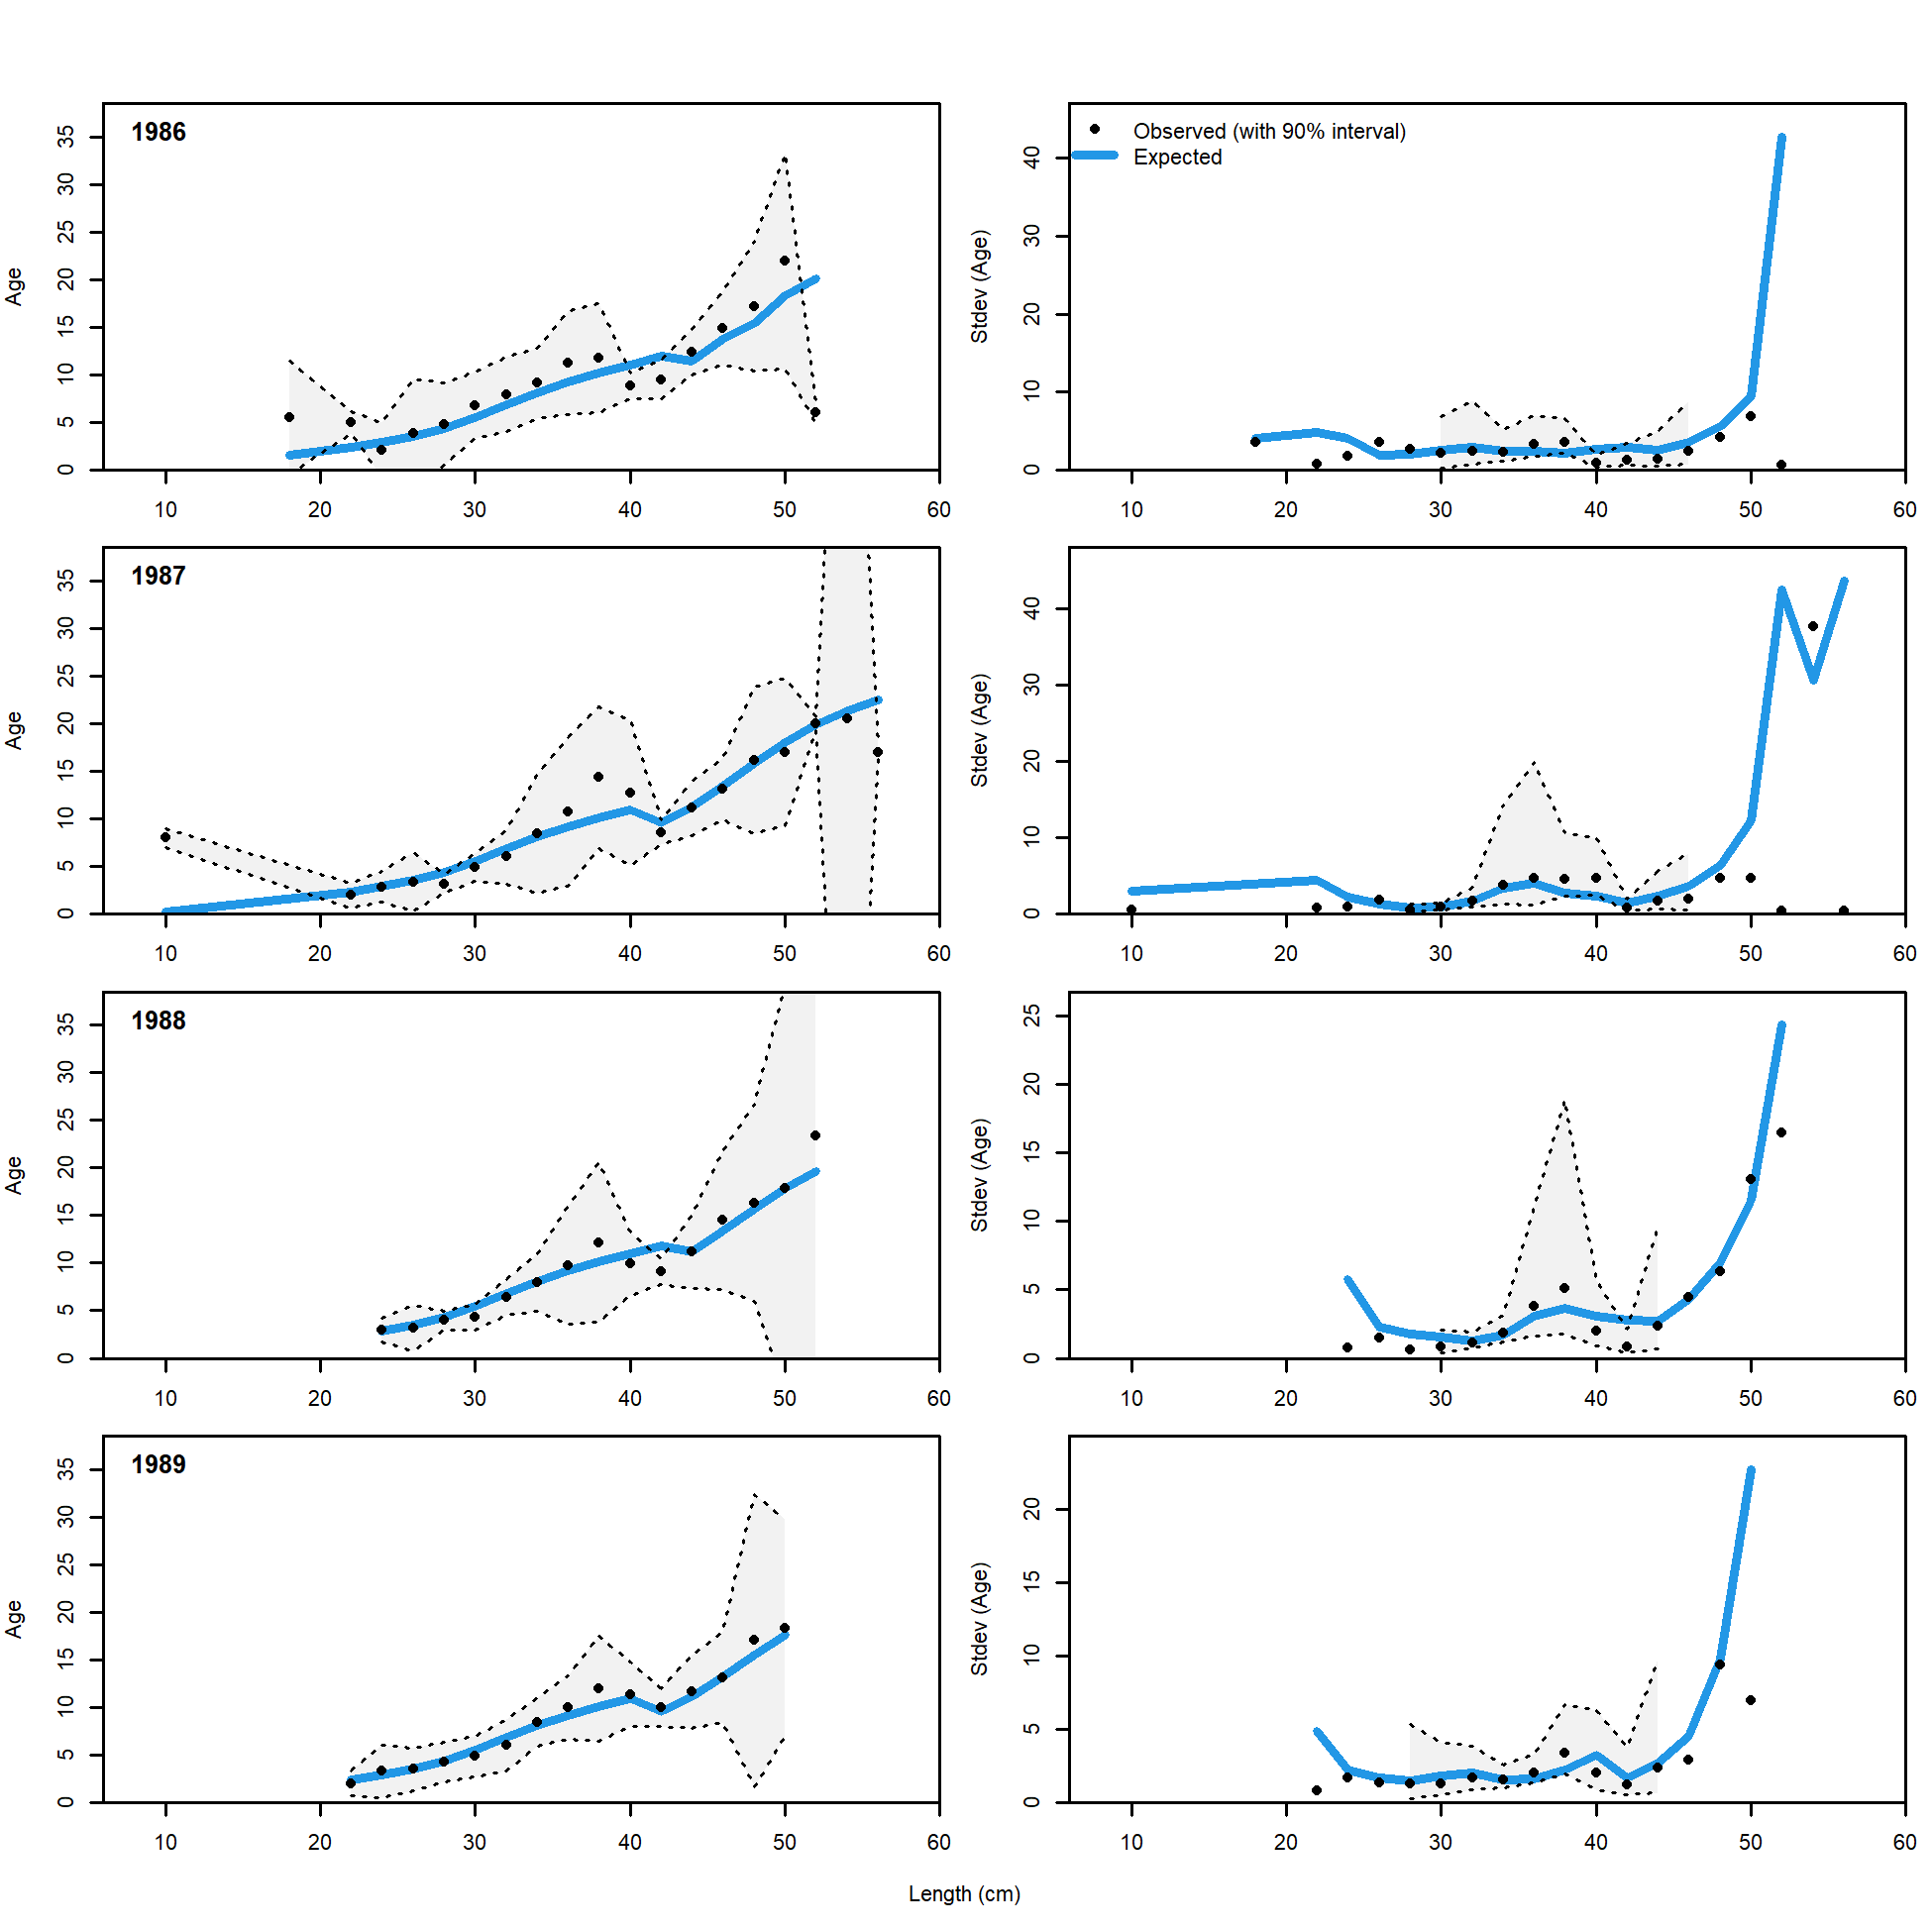 1986
Age
0 5 10 15 20 25 30 35
10 20 30 40 50 60
Observed (with 90% interval)
Expected
Stdev (Age)
0 10 20 30 40
10 20 30 40 50 60
1987
Age
0 5 10 15 20 25 30 35
10 20 30 40 50 60
Stdev (Age)
0 10 20 30 40
10 20 30 40 50 60
1988
Age
0 5 10 15 20 25 30 35
10 20 30 40 50 60
Stdev (Age)
0 5 10 15 20 25
10 20 30 40 50 60
1989
Age
0 5 10 15 20 25 30 35
10 20 30 40 50 60
Stdev (Age)
0 5 10 15 20
10 20 30 40 50 60
Length (cm)